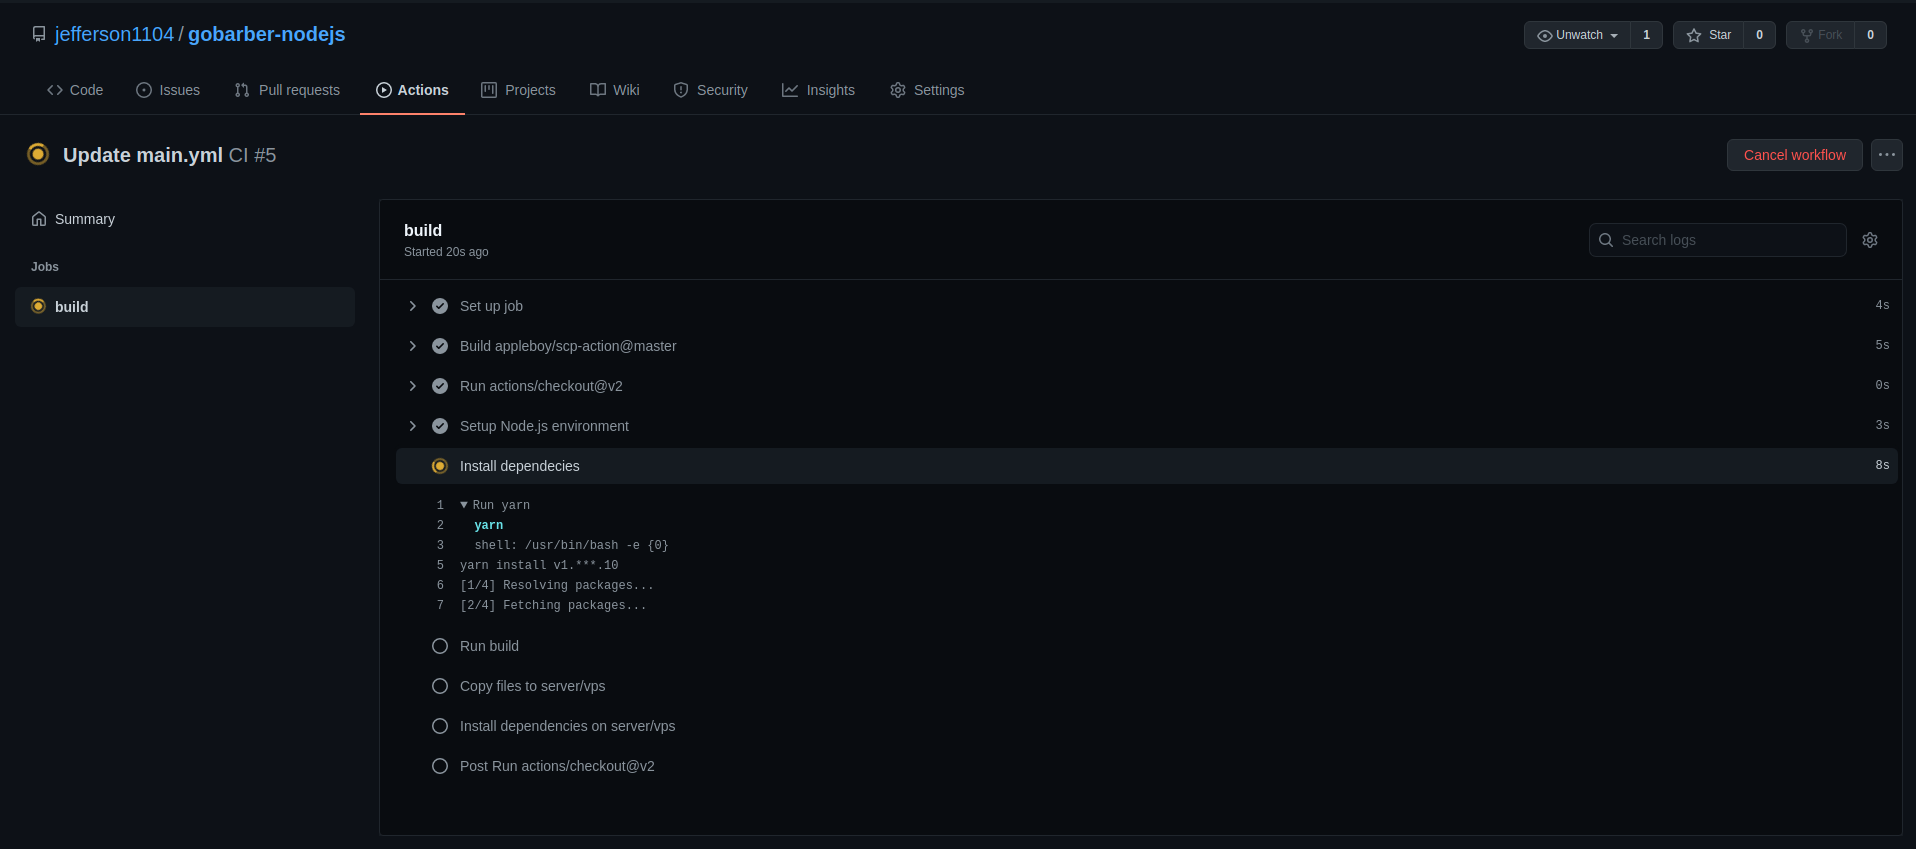 jefferson1104 / gobarber-nodejs
Unwatch 1 Star 0 Fork 0
Code Issues Pull requests Actions Projects Wiki Security Insights Settings
Update main.yml CI #5
Cancel workflow
Summary
Jobs
build
build
Started 20s ago
Search logs
Set up job 4s
Build appleboy/scp-action@master 5s
Run actions/checkout@v2 0s
Setup Node.js environment 3s
Install dependecies 8s
1 Run yarn
2 yarn
3 shell: /usr/bin/bash -e {0}
5 yarn install v1.***.10
6 [1/4] Resolving packages...
7 [2/4] Fetching packages...
Run build
Copy files to server/vps
Install dependencies on server/vps
Post Run actions/checkout@v2